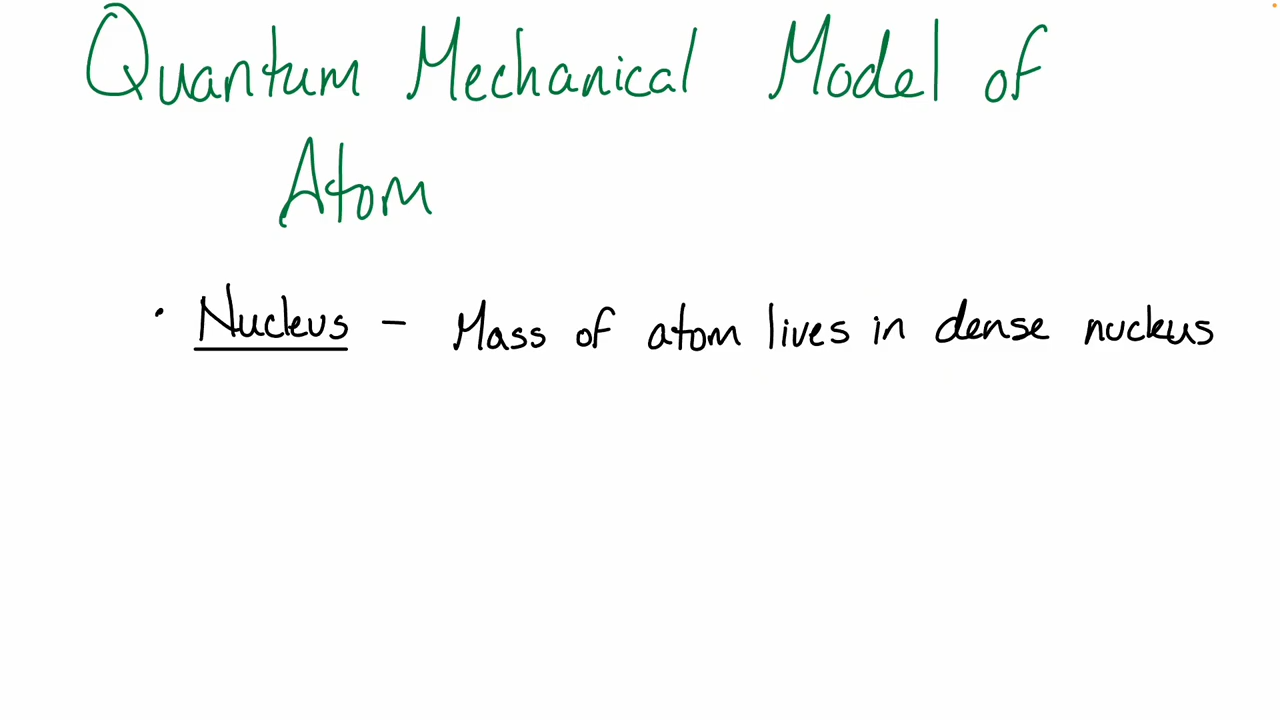 Quantum Mechanical Model of
Atom
• Nucleus - Mass of atom lives in dense nucleus